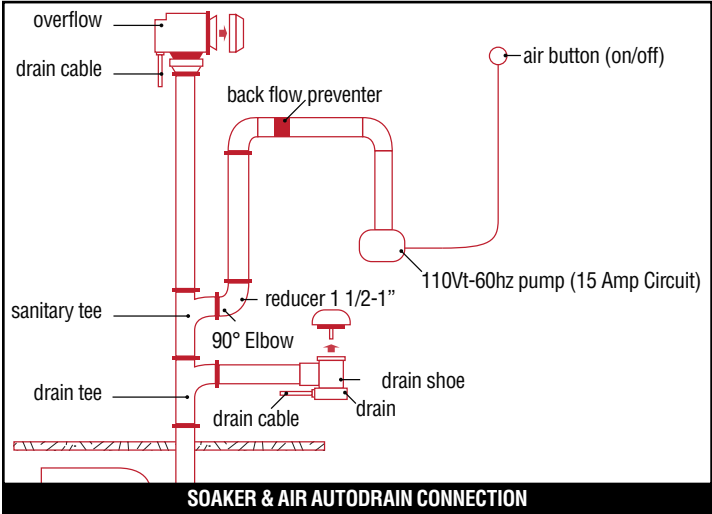 overflow
air button (on/off)
drain cable
back flow preventer
110Vt-60hz pump (15 Amp Circuit)
reducer 1 1/2-1”
sanitary tee
90° Elbow
drain shoe
drain tee
drain
drain cable
SOAKER & AIR AUTODRAIN CONNECTION